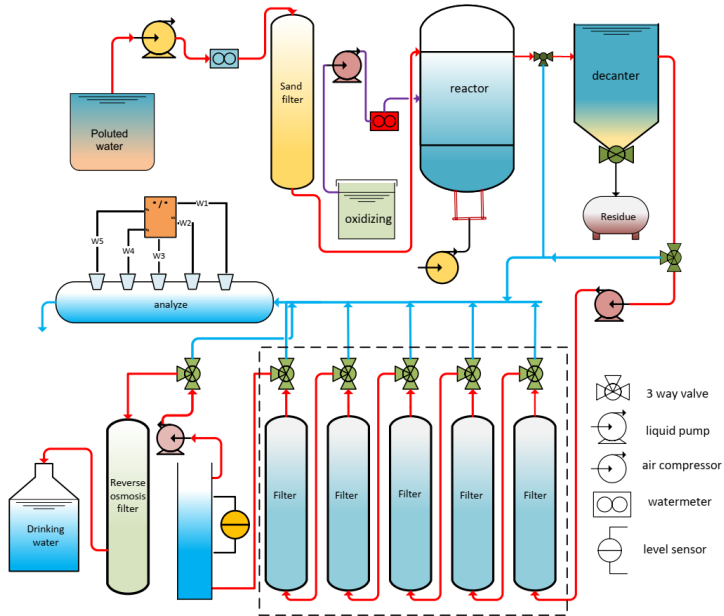 Poluted
water
Sand
filter
oxidizing
reactor
decanter
Residue
*/*
W1
W2
W3
W4
W5
analyze
3 way valve
liquid pump
air compressor
watermeter
level sensor
Drinking
water
Reverse
osmosis
filter
Filter
Filter
Filter
Filter
Filter